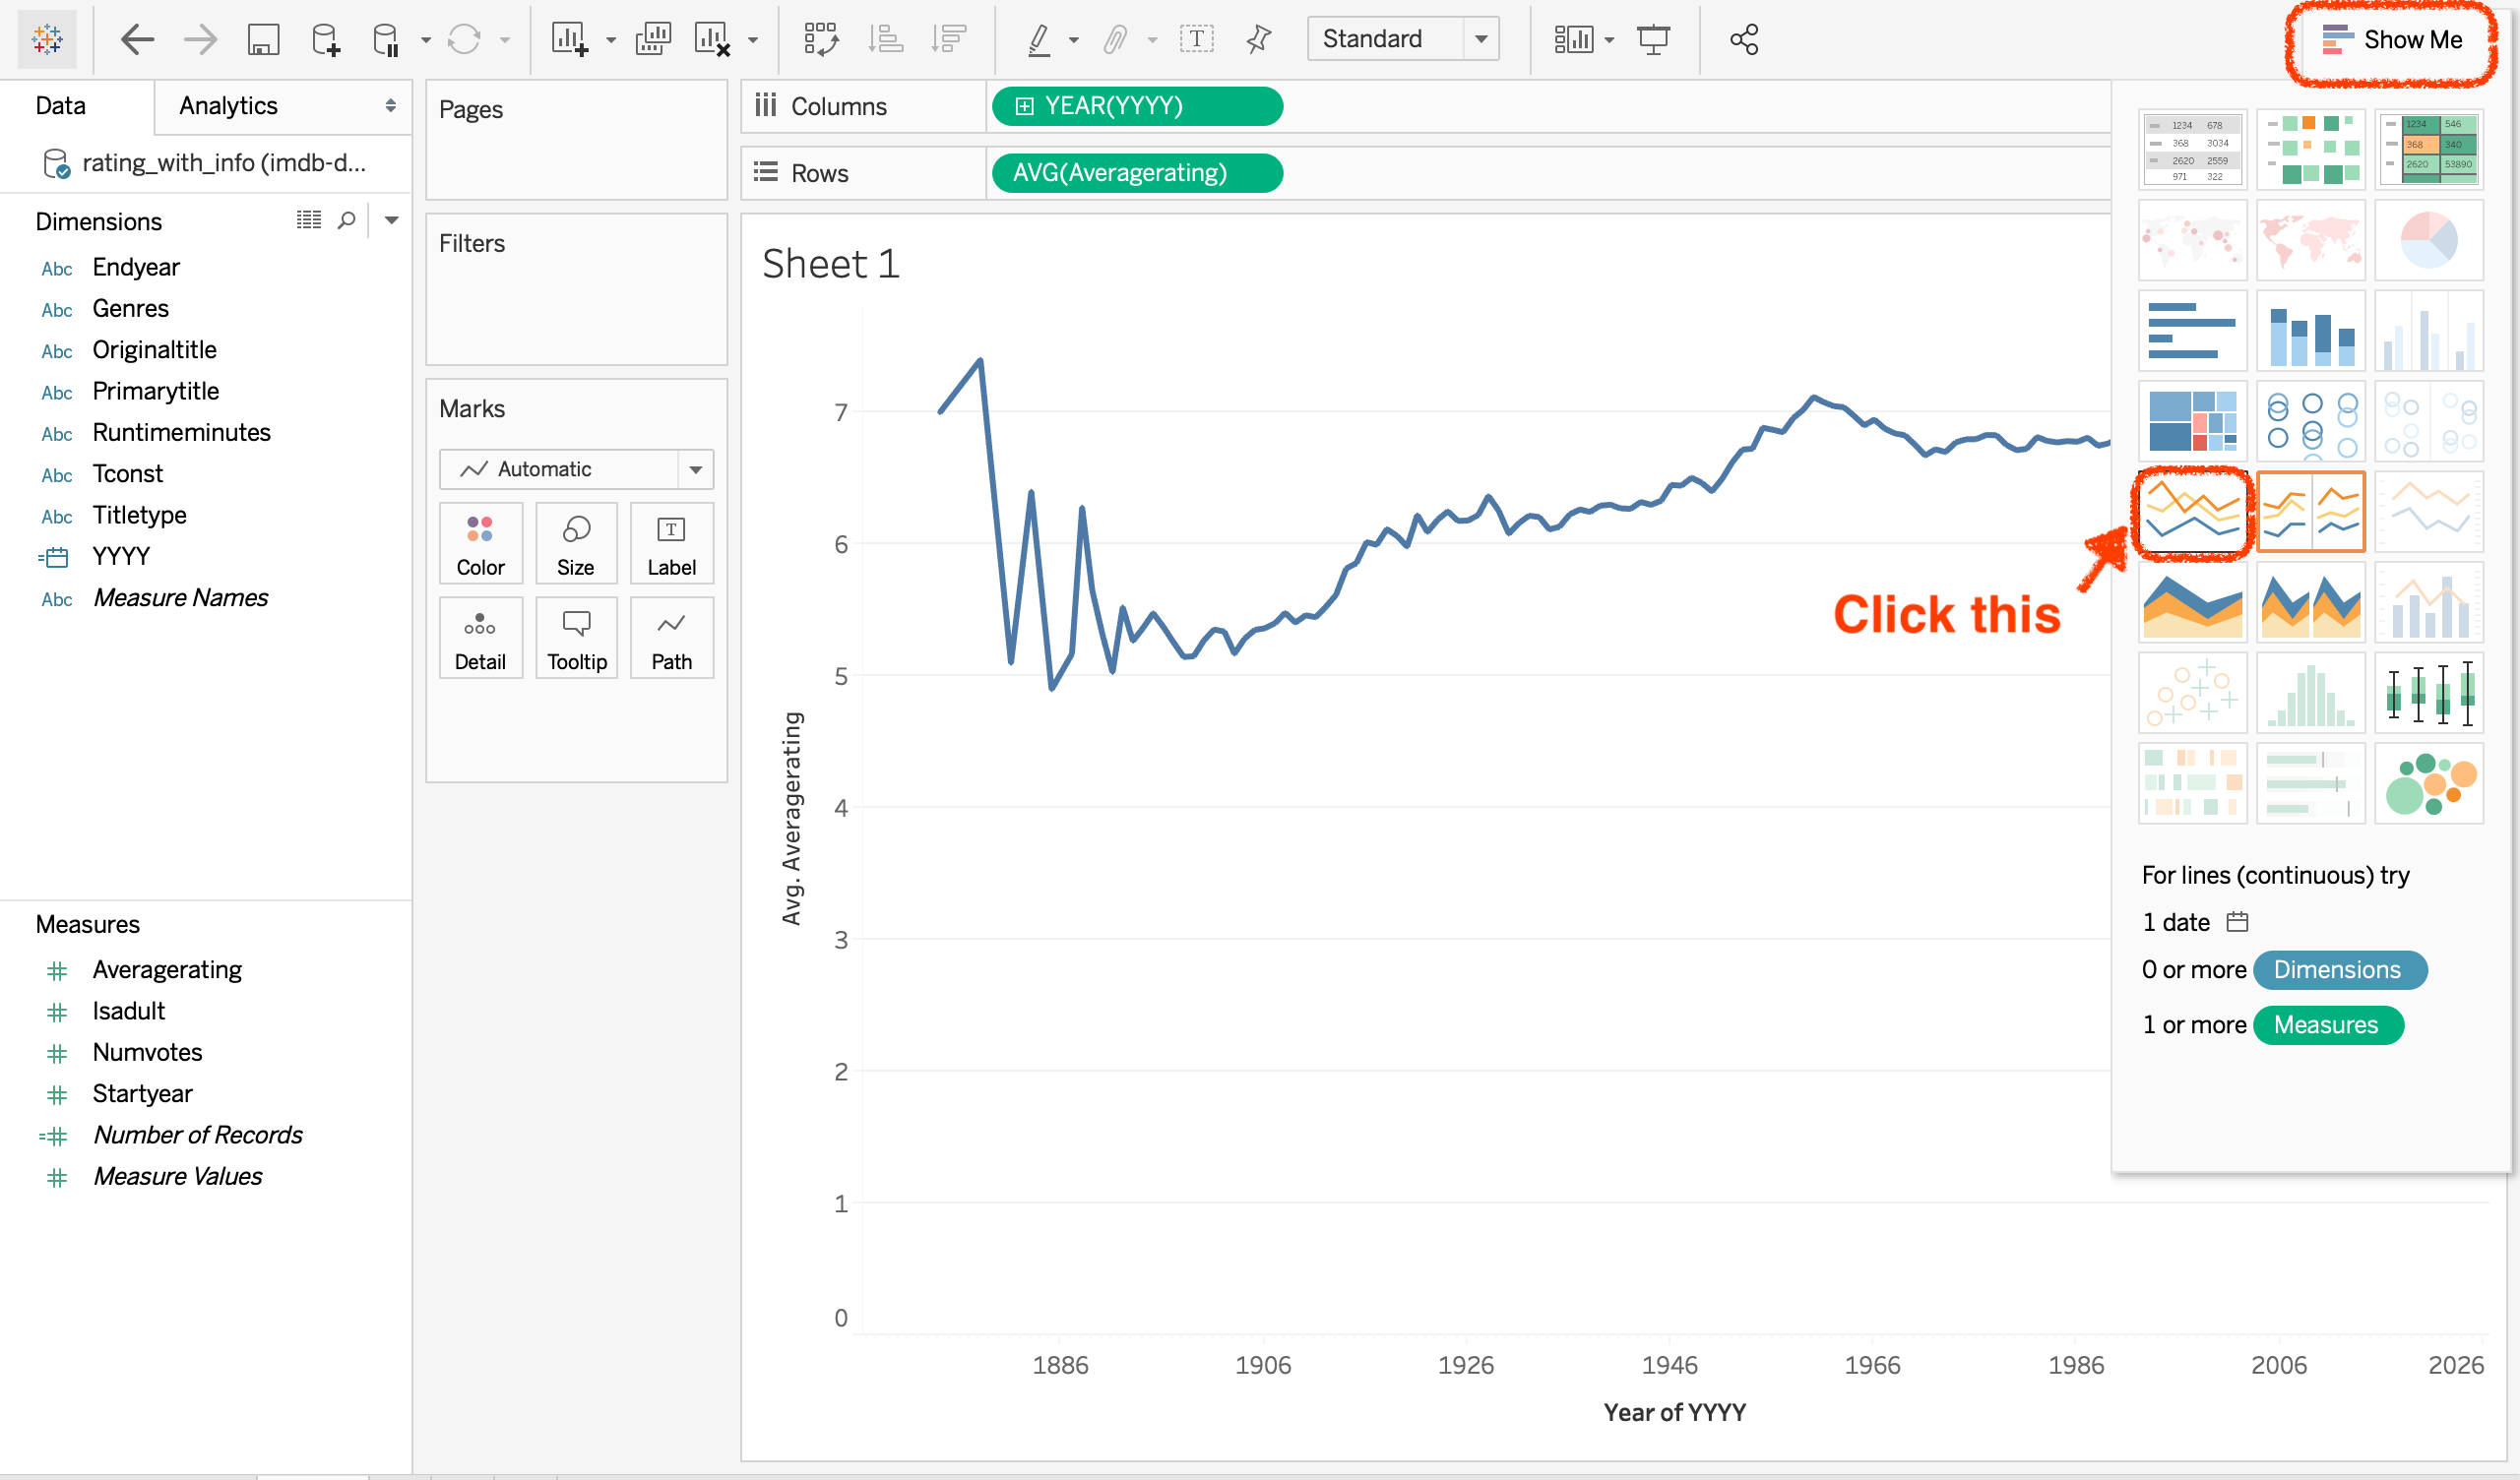 Standard
Show Me
Data
Analytics
rating_with_info (imdb-d...
Dimensions
Abc Endyear
Abc Genres
Abc Originaltitle
Abc Primarytitle
Abc Runtimeminutes
Abc Tconst
Abc Titletype
YYYY
Abc Measure Names
Measures
Averagerating
Isadult
Numvotes
Startyear
Number of Records
Measure Values
Pages
Filters
Marks
Automatic
Color Size Label
Detail Tooltip Path
Columns YEAR(YYYY)
Rows AVG(Averagerating)
Sheet 1
Avg. Averagerating
7
6
5
4
3
2
1
0
1886 1906 1926 1946 1966 1986 2006 2026
Year of YYYY
Click this
1234 678
368 3034
2620 2559
971 322
1234 546
368 340
2620 53890
For lines (continuous) try
1 date
0 or more Dimensions
1 or more Measures